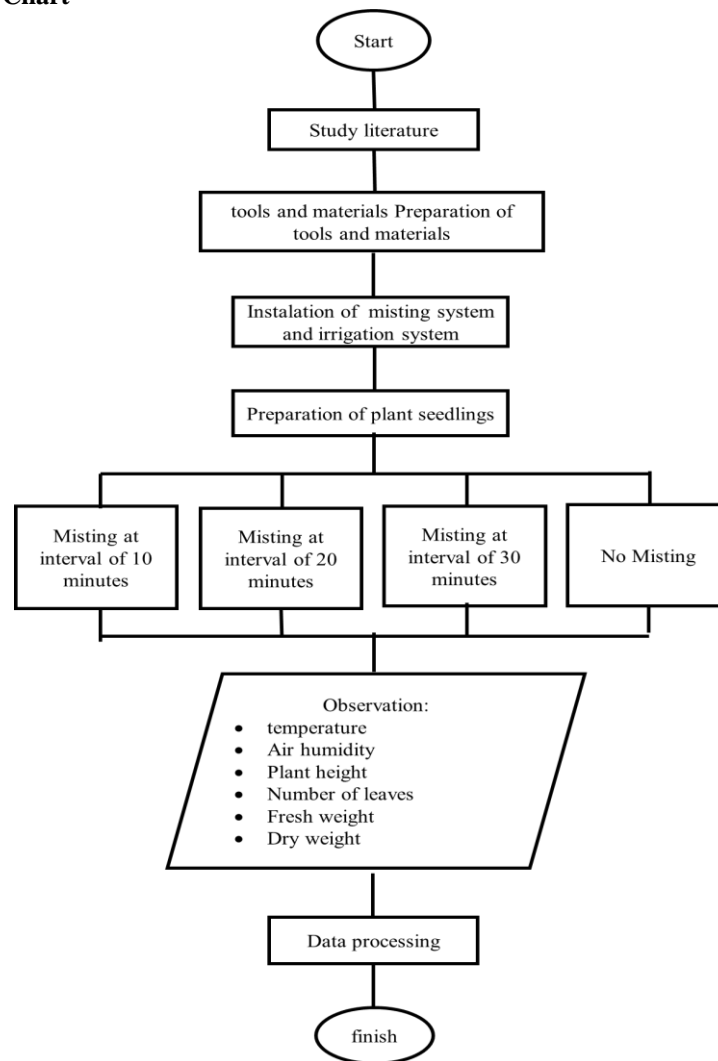 Chart
Start
Study literature
tools and materials Preparation of
tools and materials
Instalation of misting system
and irrigation system
Preparation of plant seedlings
Misting at
interval of 10
minutes
Misting at
interval of 20
minutes
Misting at
interval of 30
minutes
No Misting
Observation:
• temperature
• Air humidity
• Plant height
• Number of leaves
• Fresh weight
• Dry weight
Data processing
finish